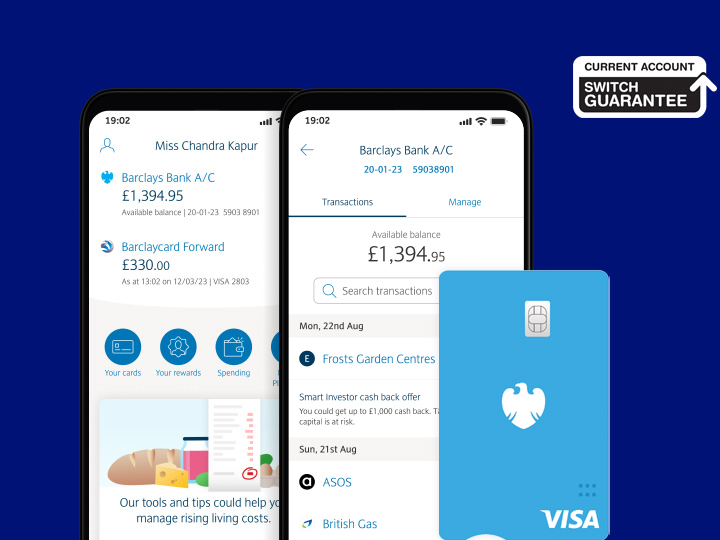 CURRENT ACCOUNT
SWITCH
GUARANTEE
19:02
Miss Chandra Kapur
Barclays Bank A/C
£1,394.95
Available balance | 20-01-23 5903 8901
Barclaycard Forward
£330.00
As at 13:02 on 12/03/23 | VISA 2803
Your cards
Your rewards
Spending
Our tools and tips could help
manage rising living costs.
19:02
Barclays Bank A/C
20-01-23 59038901
Transactions
Manage
Available balance
£1,394.95
Search transactions
Mon, 22nd Aug
E
Frosts Garden Centres
Smart Investor cash back offer
You could get up to £1,000 cash back.
capital is at risk.
Sun, 21st Aug
a
ASOS
British Gas
VISA